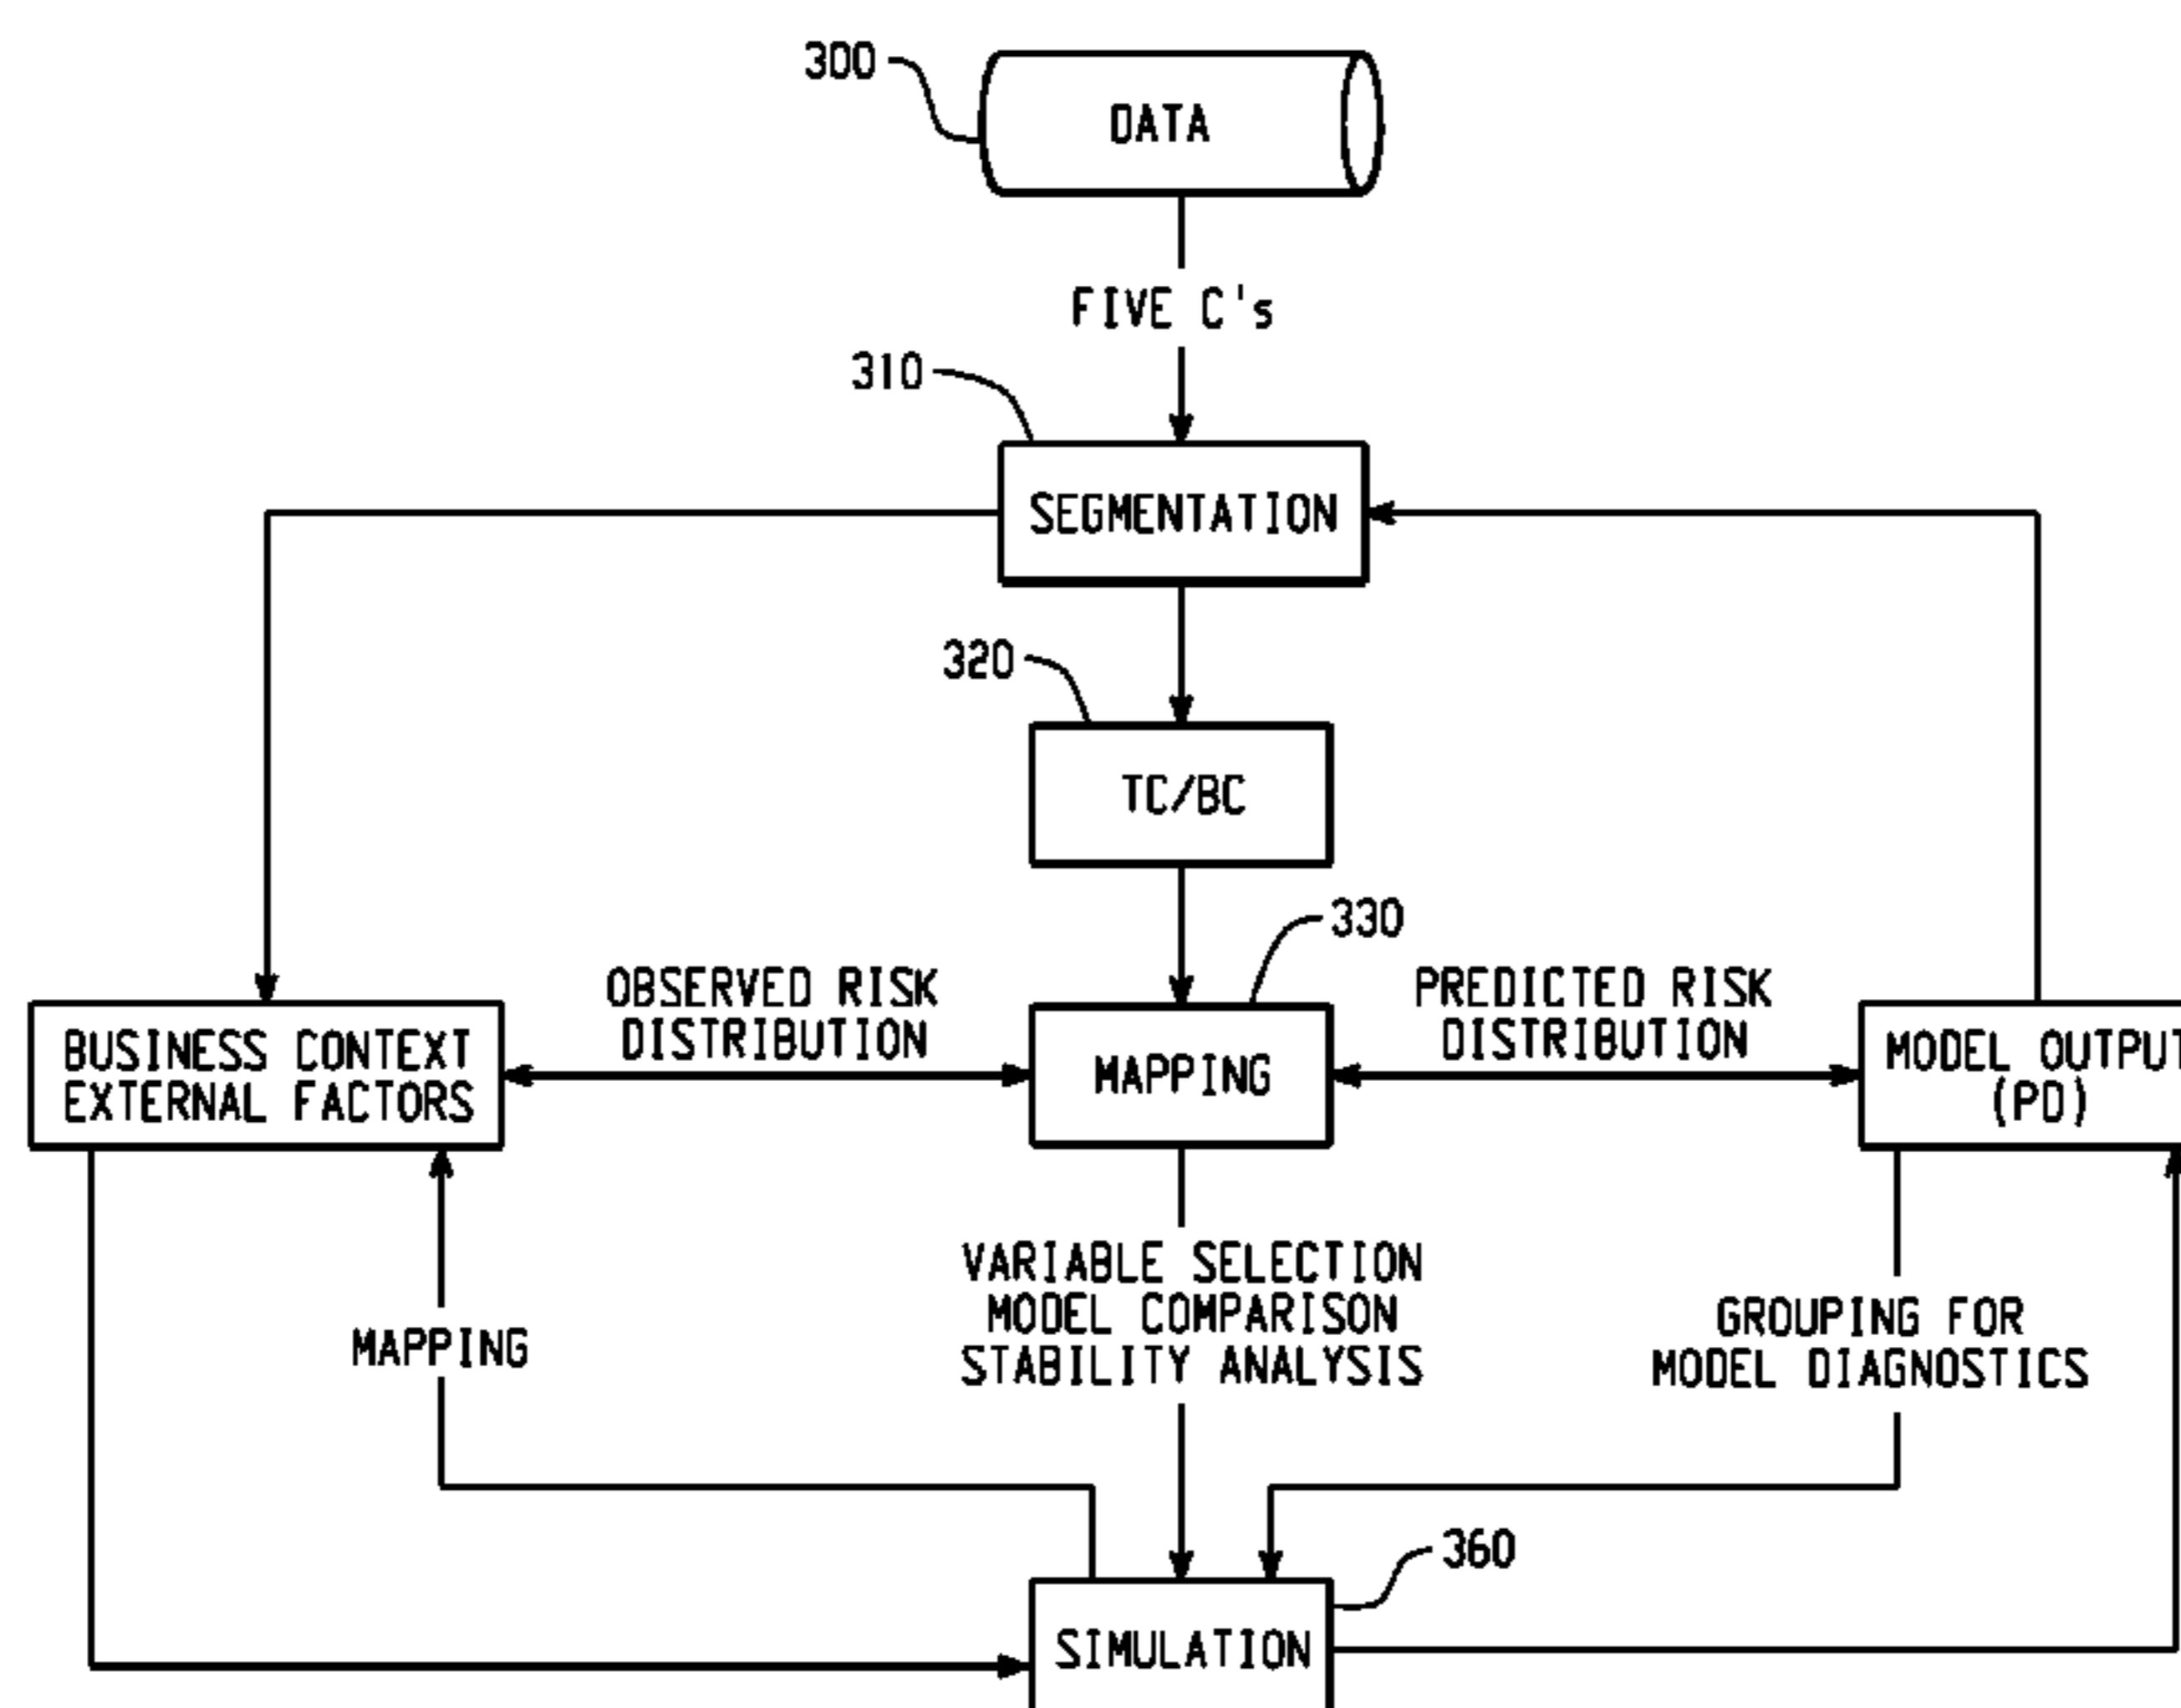 300
DATA
FIVE C's
310
SEGMENTATION
320
TC/BC
330
OBSERVED RISK
DISTRIBUTION
PREDICTED RISK
DISTRIBUTION
BUSINESS CONTEXT
EXTERNAL FACTORS
MAPPING
MODEL OUTPUT
(PD)
VARIABLE SELECTION
MODEL COMPARISON
STABILITY ANALYSIS
MAPPING
GROUPING FOR
MODEL DIAGNOSTICS
360
SIMULATION